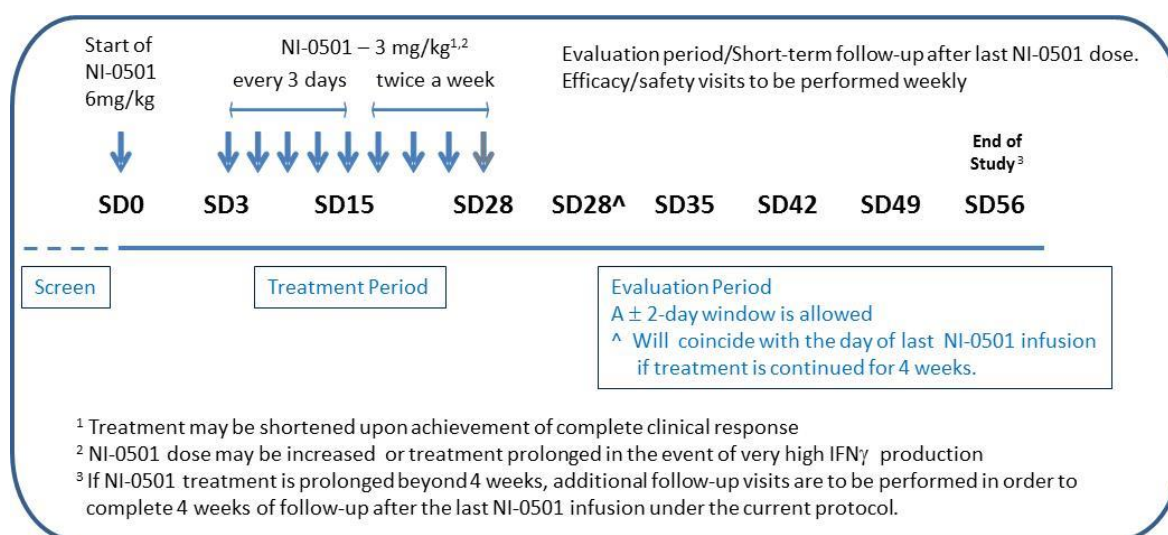 Start of
NI-0501
6mg/kg
NI-0501 – 3 mg/kg¹,²
every 3 days
twice a week
Evaluation period/Short-term follow-up after last NI-0501 dose.
Efficacy/safety visits to be performed weekly
End of
Study ³
SD0 SD3 SD15 SD28 SD28^ SD35 SD42 SD49 SD56
Screen
Treatment Period
Evaluation Period
A ± 2-day window is allowed
^ Will coincide with the day of last NI-0501 infusion
if treatment is continued for 4 weeks.
¹ Treatment may be shortened upon achievement of complete clinical response
² NI-0501 dose may be increased or treatment prolonged in the event of very high IFNγ production
³ If NI-0501 treatment is prolonged beyond 4 weeks, additional follow-up visits are to be performed in order to
complete 4 weeks of follow-up after the last NI-0501 infusion under the current protocol.